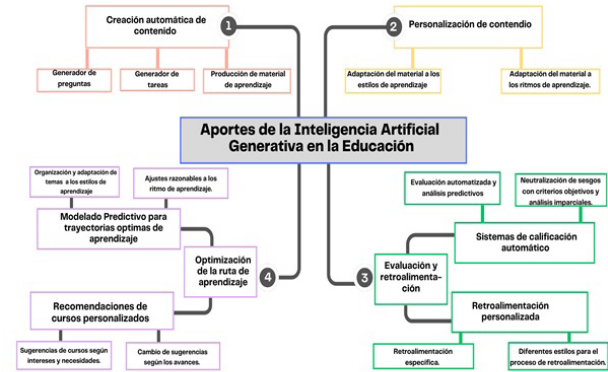 Creación automática de
contenido
1
Generador de
preguntas
Generador de
tareas
Producción de material
de aprendizaje
2
Personalización de contendio
Adaptación del material a los
estilos de aprendizaje
Adaptación del material a
los ritmos de aprendizaje.
Aportes de la Inteligencia Artificial
Generativa en la Educación
Organización y adaptación de
temas a los estilos de
aprendizaje
Ajustes razonables a los
ritmo de aprendizaje.
Modelado Predictivo para
trayectorias optimas de
aprendizaje
Optimización
de la ruta de
aprendizaje
4
Recomendaciones de
cursos personalizados
Sugerencias de cursos según
intereses y necesidades.
Cambio de sugerencias
según los avances.
Evaluación automatizada y
análisis predictivos
Neutralización de sesgos
con criterios objetivos y
análisis imparciales.
Sistemas de calificación
automático
3
Evaluación y
retroalimenta-
ción
Retroalimentación
personalizada
Retroalimentación
específica.
Diferentes estilos para el
proceso de retroalimentación.